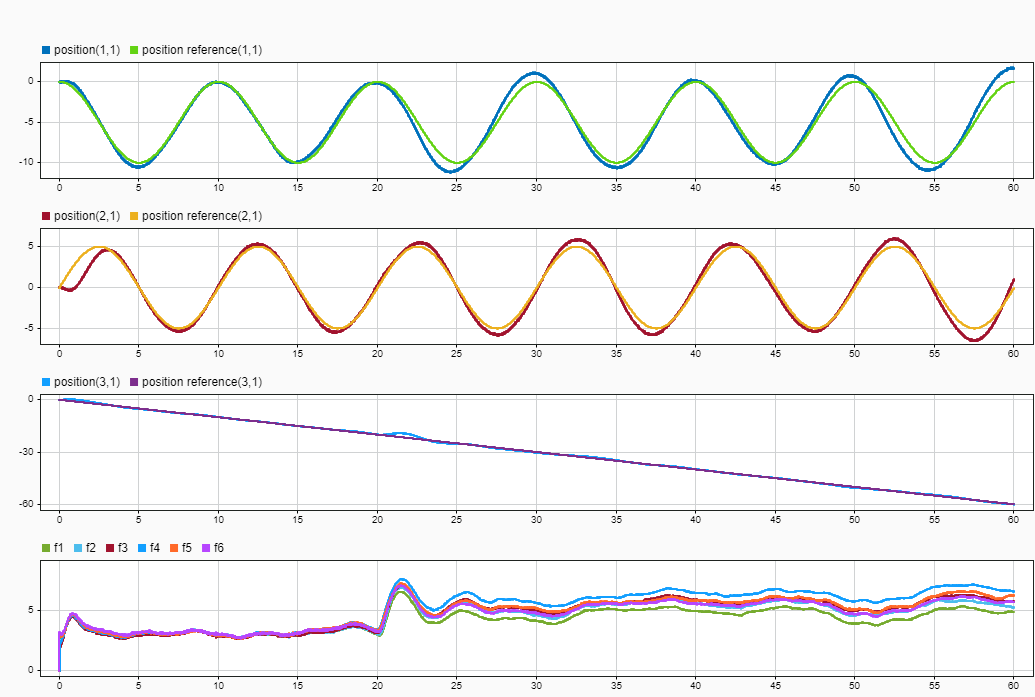 position(1,1) position reference(1,1)
0
-5
-10
0 5 10 15 20 25 30 35 40 45 50 55 60
position(2,1) position reference(2,1)
5
0
-5
0 5 10 15 20 25 30 35 40 45 50 55 60
position(3,1) position reference(3,1)
0
-30
-60
0 5 10 15 20 25 30 35 40 45 50 55 60
f1 f2 f3 f4 f5 f6
5
0
0 5 10 15 20 25 30 35 40 45 50 55 60